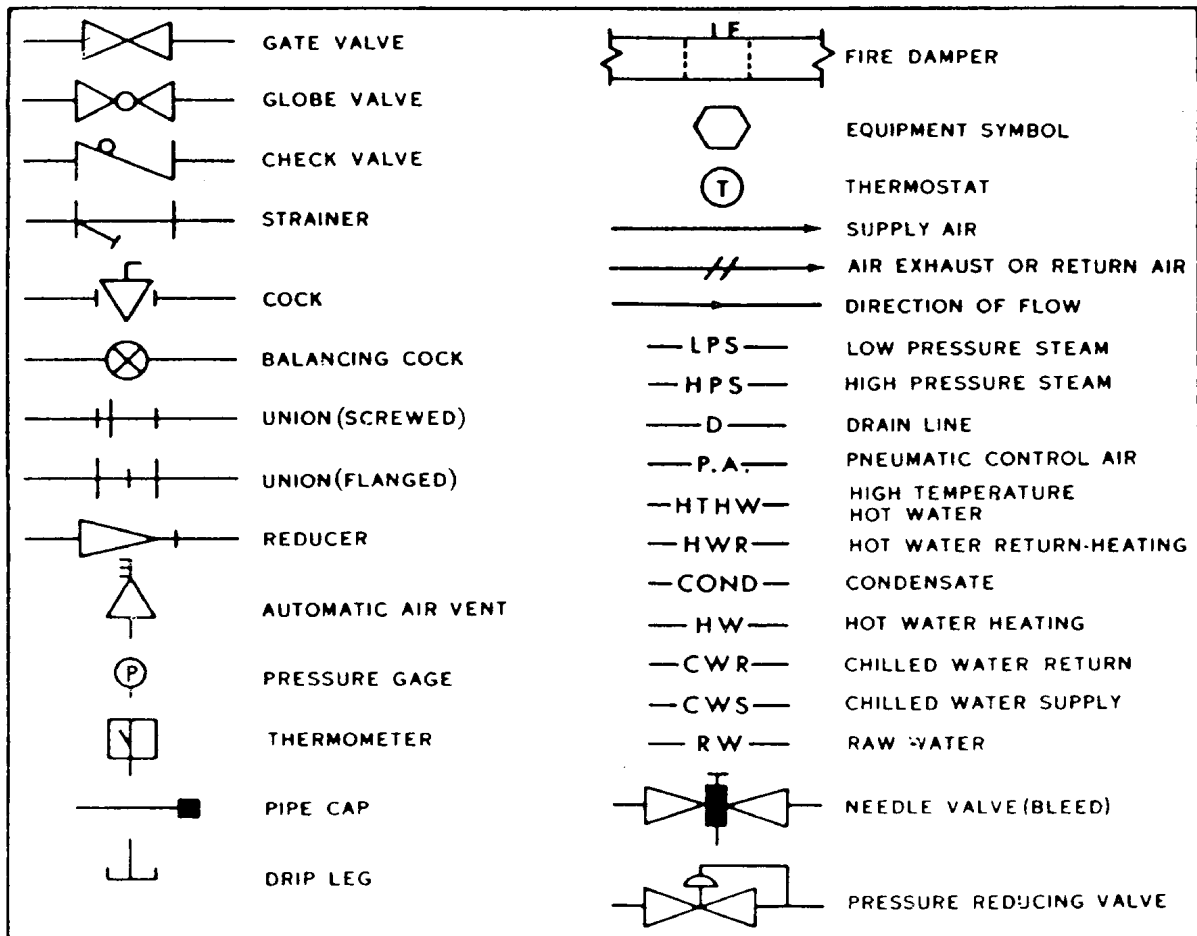 GATE VALVE
GLOBE VALVE
CHECK VALVE
STRAINER
COCK
BALANCING COCK
UNION (SCREWED)
UNION (FLANGED)
REDUCER
AUTOMATIC AIR VENT
P
PRESSURE GAGE
THERMOMETER
PIPE CAP
DRIP LEG
FIRE DAMPER
EQUIPMENT SYMBOL
T
THERMOSTAT
SUPPLY AIR
AIR EXHAUST OR RETURN AIR
DIRECTION OF FLOW
LPS LOW PRESSURE STEAM
HPS HIGH PRESSURE STEAM
D DRAIN LINE
P.A. PNEUMATIC CONTROL AIR
HTHW HIGH TEMPERATURE
HOT WATER
HWR HOT WATER RETURN-HEATING
COND CONDENSATE
HW HOT WATER HEATING
CWR CHILLED WATER RETURN
CWS CHILLED WATER SUPPLY
RW RAW WATER
NEEDLE VALVE (BLEED)
PRESSURE REDUCING VALVE